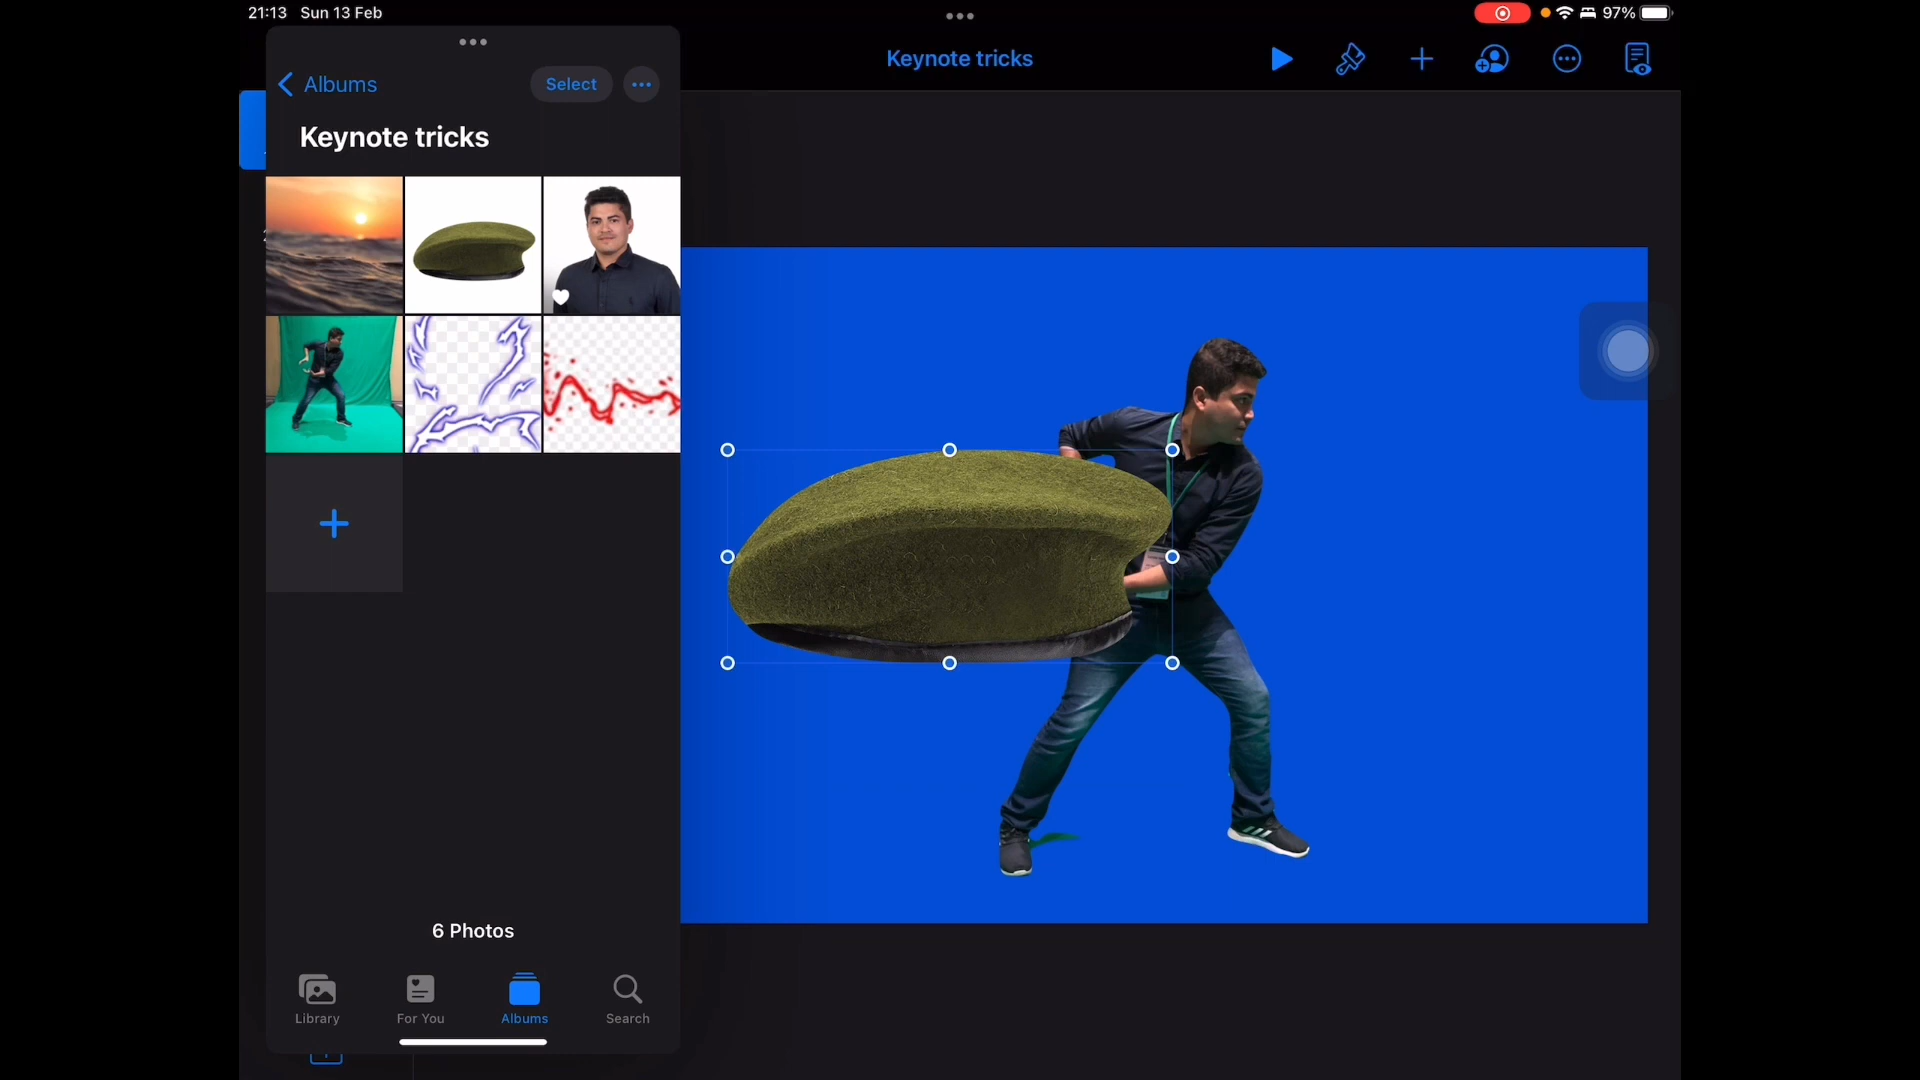 21:13 Sun 13 Feb
97%
Albums
Select
Keynote tricks
Keynote tricks
6 Photos
Library
For You
Albums
Search